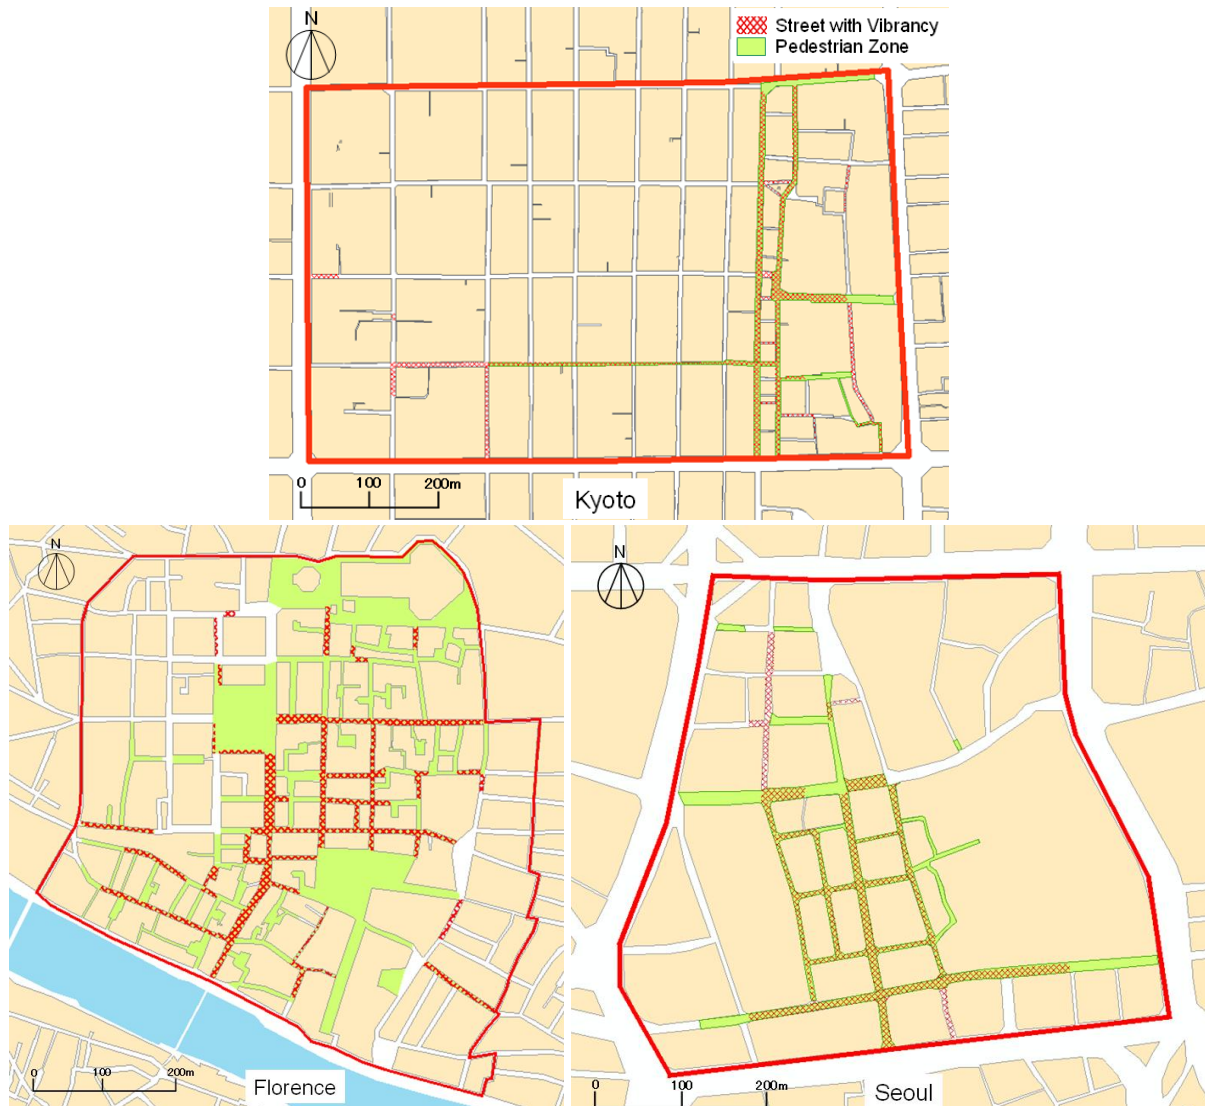 N
Street with Vibrancy
Pedestrian Zone
0 100 200m
Kyoto
N
0 100 200m
Florence
N
0 100 200m
Seoul